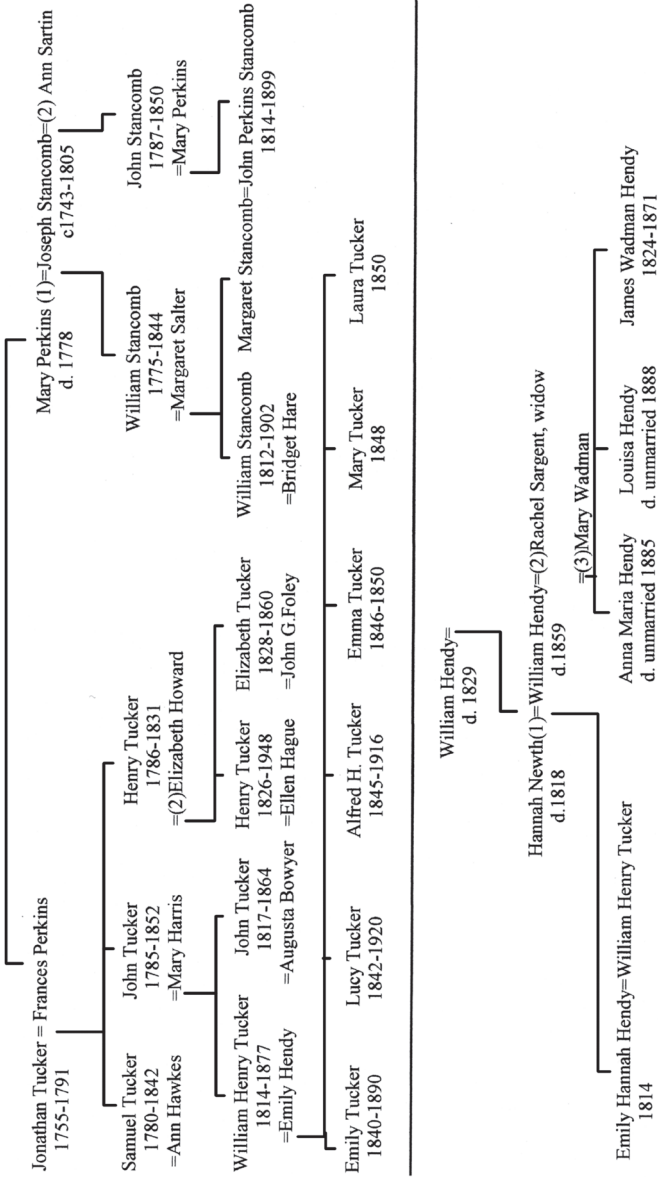 Jonathan Tucker = Frances Perkins
1755-1791
Mary Perkins (1)=Joseph Stancomb=(2) Ann Sartin
d. 1778
c1743-1805
Samuel Tucker
1780-1842
=Ann Hawkes
John Tucker
1785-1852
=Mary Harris
Henry Tucker
1786-1831
=(2)Elizabeth Howard
William Stancomb
1775-1844
=Margaret Salter
John Stancomb
1787-1850
=Mary Perkins
William Henry Tucker
1814-1877
=Emily Hendy
John Tucker
1817-1864
=Augusta Bowyer
Henry Tucker
1826-1948
=Ellen Hague
Elizabeth Tucker
1828-1860
=John G.Foley
William Stancomb
1812-1902
=Bridget Hare
Margaret Stancomb=John Perkins Stancomb
1814-1899
Emily Tucker
1840-1890
Lucy Tucker
1842-1920
Alfred H. Tucker
1845-1916
Emma Tucker
1846-1850
Mary Tucker
1848
Laura Tucker
1850
William Hendy=
d. 1829
Hannah Newth(1)=William Hendy=(2)Rachel Sargent, widow
d.1818
d.1859
=(3)Mary Wadman
Emily Hannah Hendy=William Henry Tucker
1814
Anna Maria Hendy
d. unmarried 1885
Louisa Hendy
d. unmarried 1888
James Wadman Hendy
1824-1871